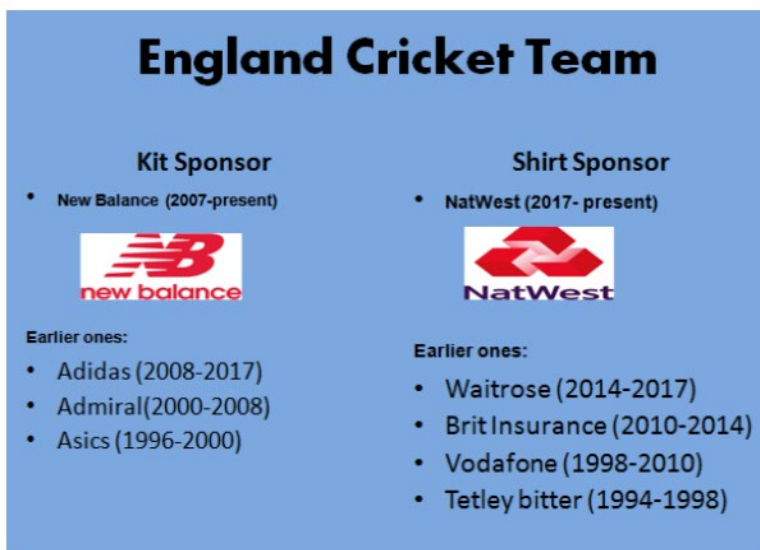 England Cricket Team
Kit Sponsor
• New Balance (2007-present)
NB
new balance
Earlier ones:
• Adidas (2008-2017)
• Admiral(2000-2008)
• Asics (1996-2000)
Shirt Sponsor
• NatWest (2017- present)
NatWest
Earlier ones:
• Waitrose (2014-2017)
• Brit Insurance (2010-2014)
• Vodafone (1998-2010)
• Tetley bitter (1994-1998)